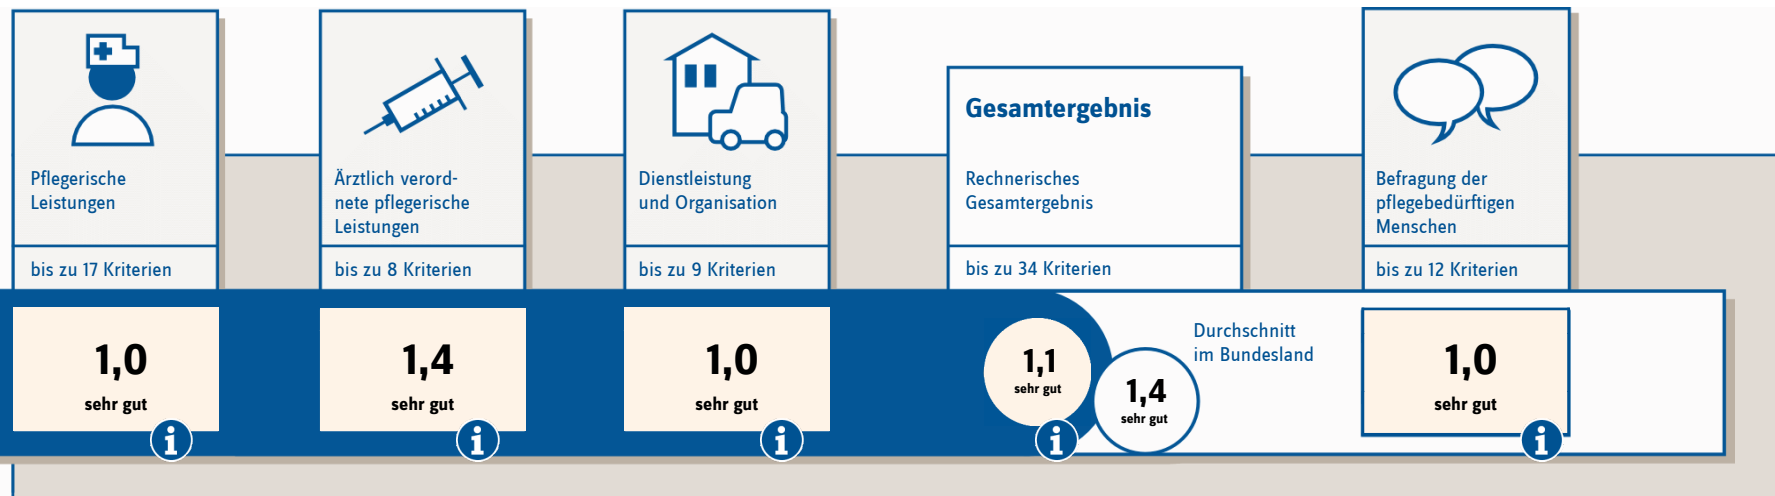 Pflegerische
Leistungen
bis zu 17 Kriterien
1,0
sehr gut
i
Ärztlich verord-
nete pflegerische
Leistungen
bis zu 8 Kriterien
1,4
sehr gut
i
Dienstleistung
und Organisation
bis zu 9 Kriterien
1,0
sehr gut
i
Gesamtergebnis
Rechnerisches
Gesamtergebnis
bis zu 34 Kriterien
1,1
sehr gut
i
Durchschnitt
im Bundesland
1,4
sehr gut
Befragung der
pflegebedürftigen
Menschen
bis zu 12 Kriterien
1,0
sehr gut
i